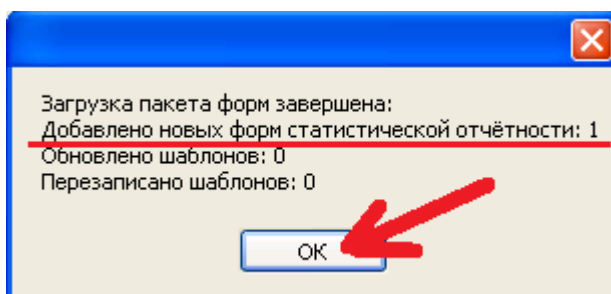 Загрузка пакета форм завершена:
Добавлено новых форм статистической отчётности: 1
Обновлено шаблонов: 0
Перезаписано шаблонов: 0
OK